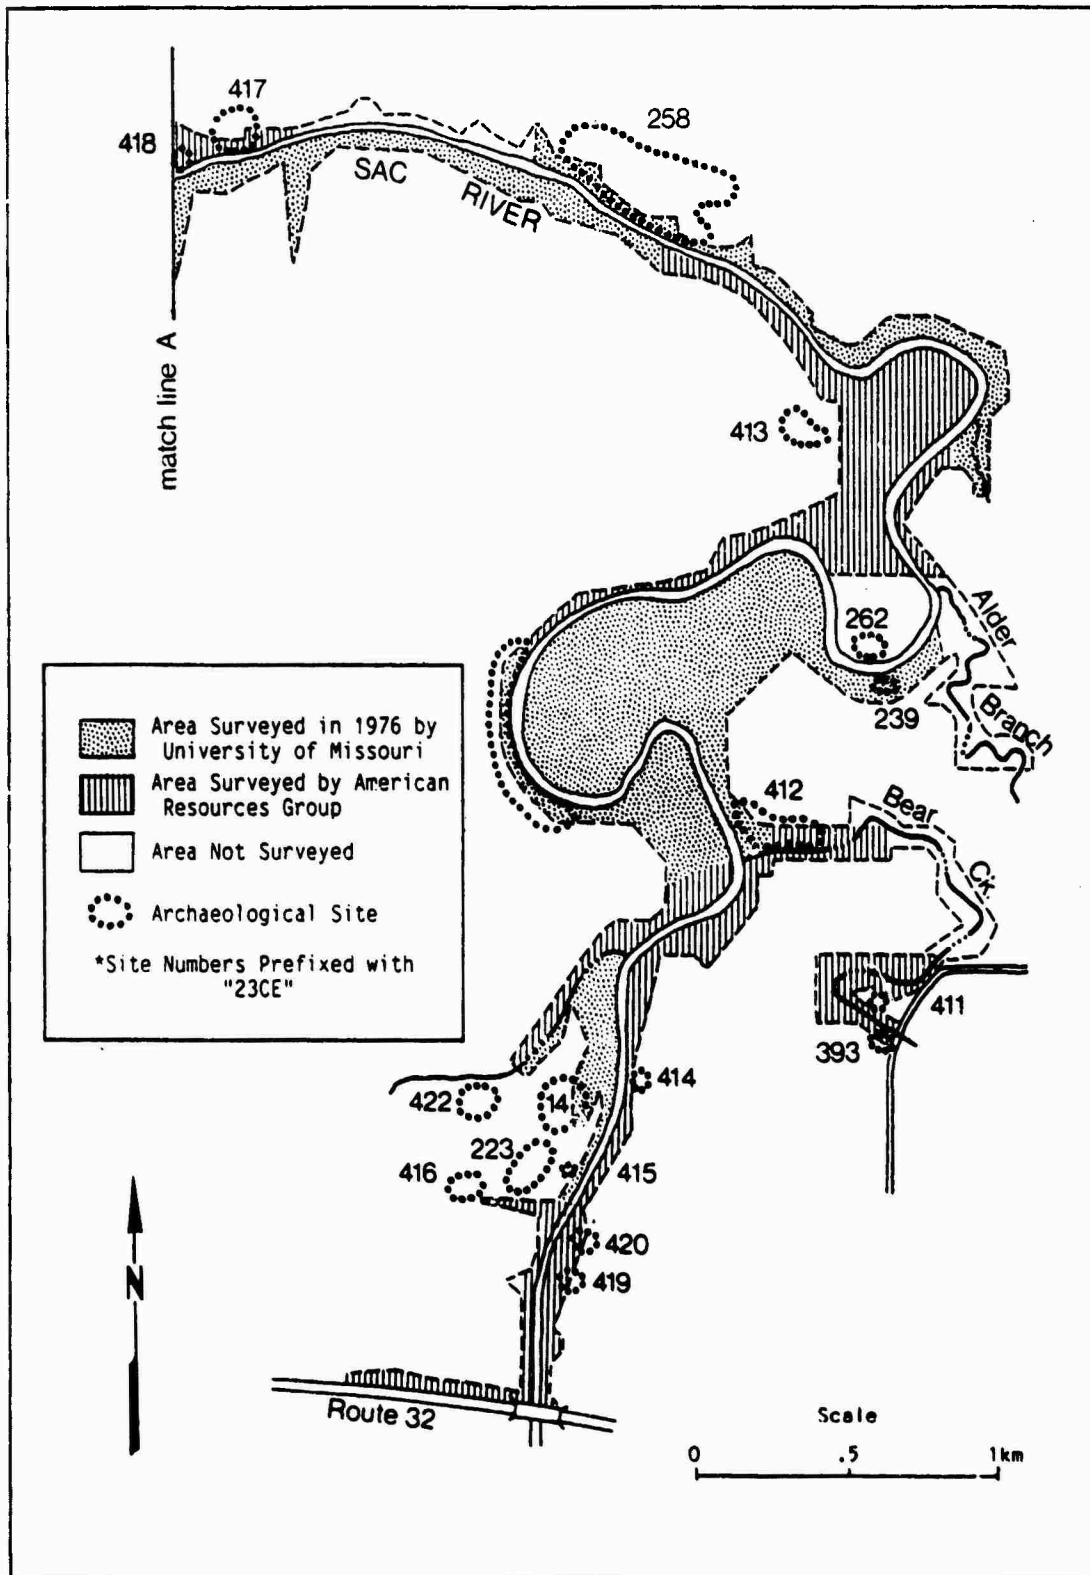 417
258
418
SAC
RIVER
match line A
413
Alder
262
Branch
239
Area Surveyed in 1976 by
University of Missouri
Area Surveyed by American
Resources Group
Area Not Surveyed
Archaeological Site
*Site Numbers Prefixed with
"23CE"
412
Bear
Ck.
411
393
414
422
14
223
416
415
420
419
N
Route 32
Scale
0 .5 1km